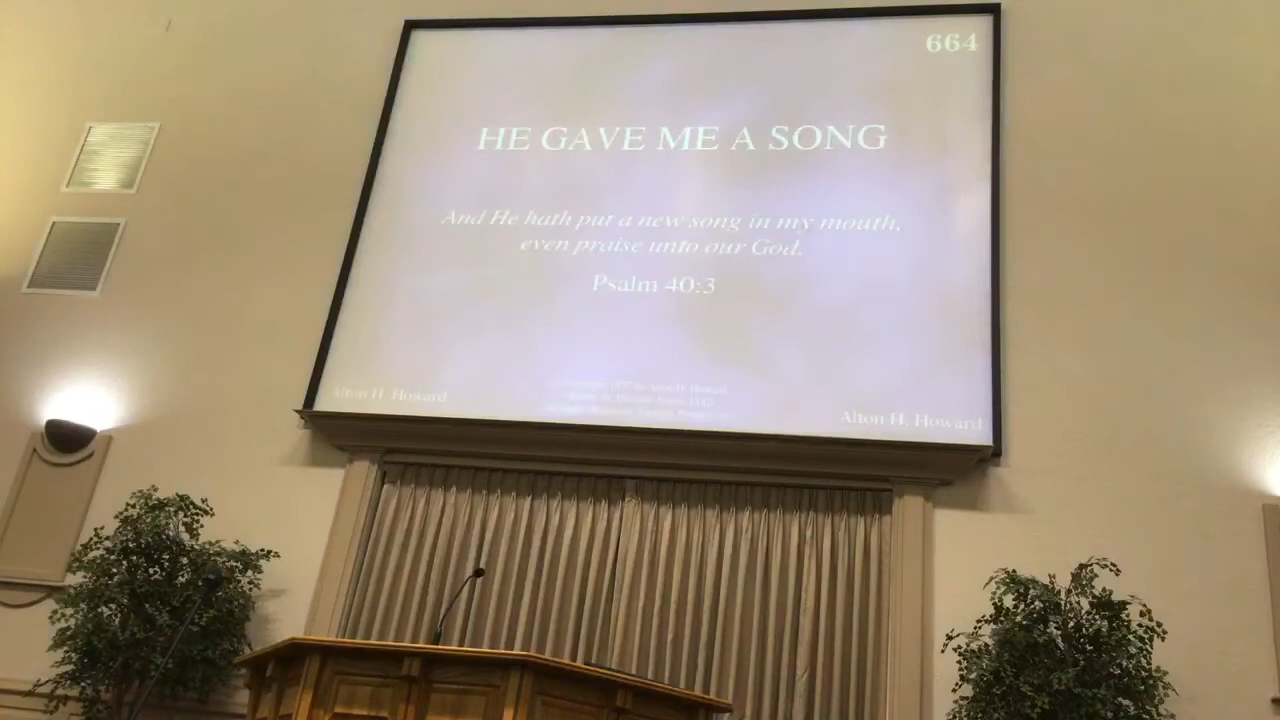 664
HE GAVE ME A SONG
And He hath put a new song in my mouth,
even praise unto our God.
Psalm 40:3
Alton H. Howard
Alton H. Howard